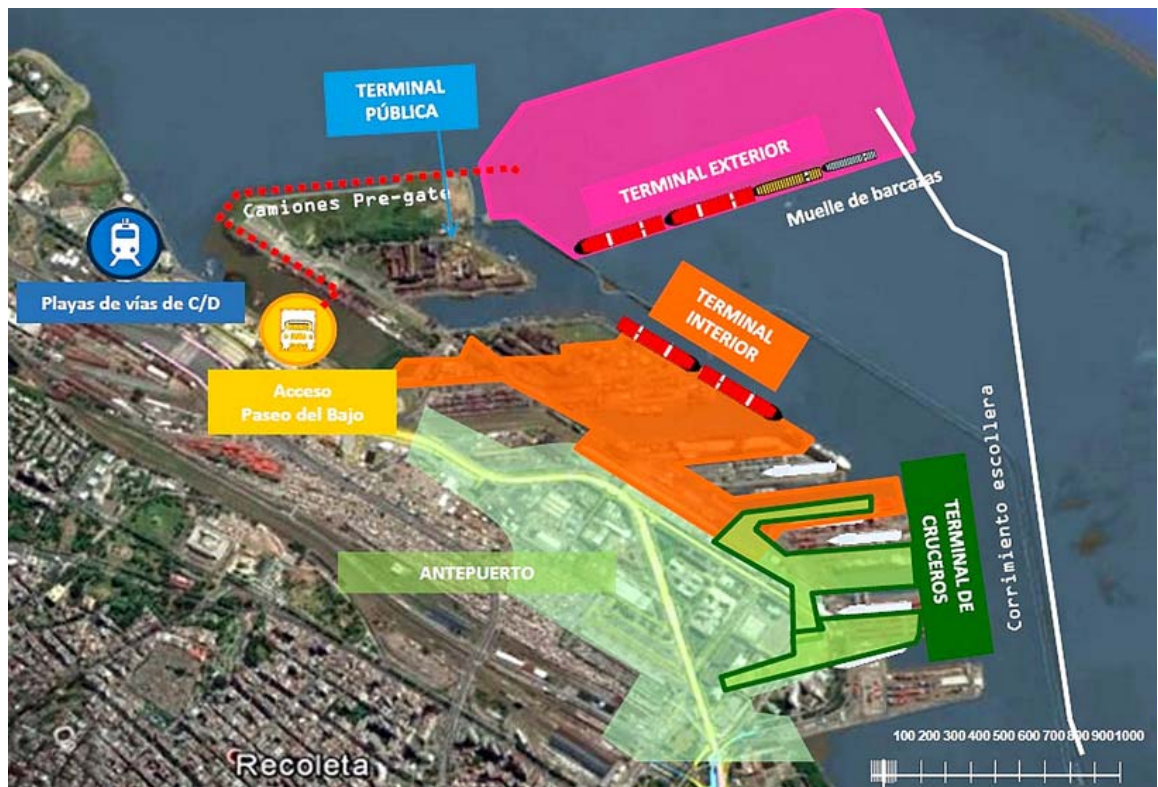 TERMINAL
PÚBLICA
TERMINAL EXTERIOR
Muelle de barcazas
Camiones Pre-gate
Playas de vías de C/D
TERMINAL
INTERIOR
Acceso
Paseo del Bajo
Corrimiento escollera
TERMINAL DE
CRUCEROS
ANTEPUERTO
Recoleta
100 200 300 400 500 600 700 800 900 1000